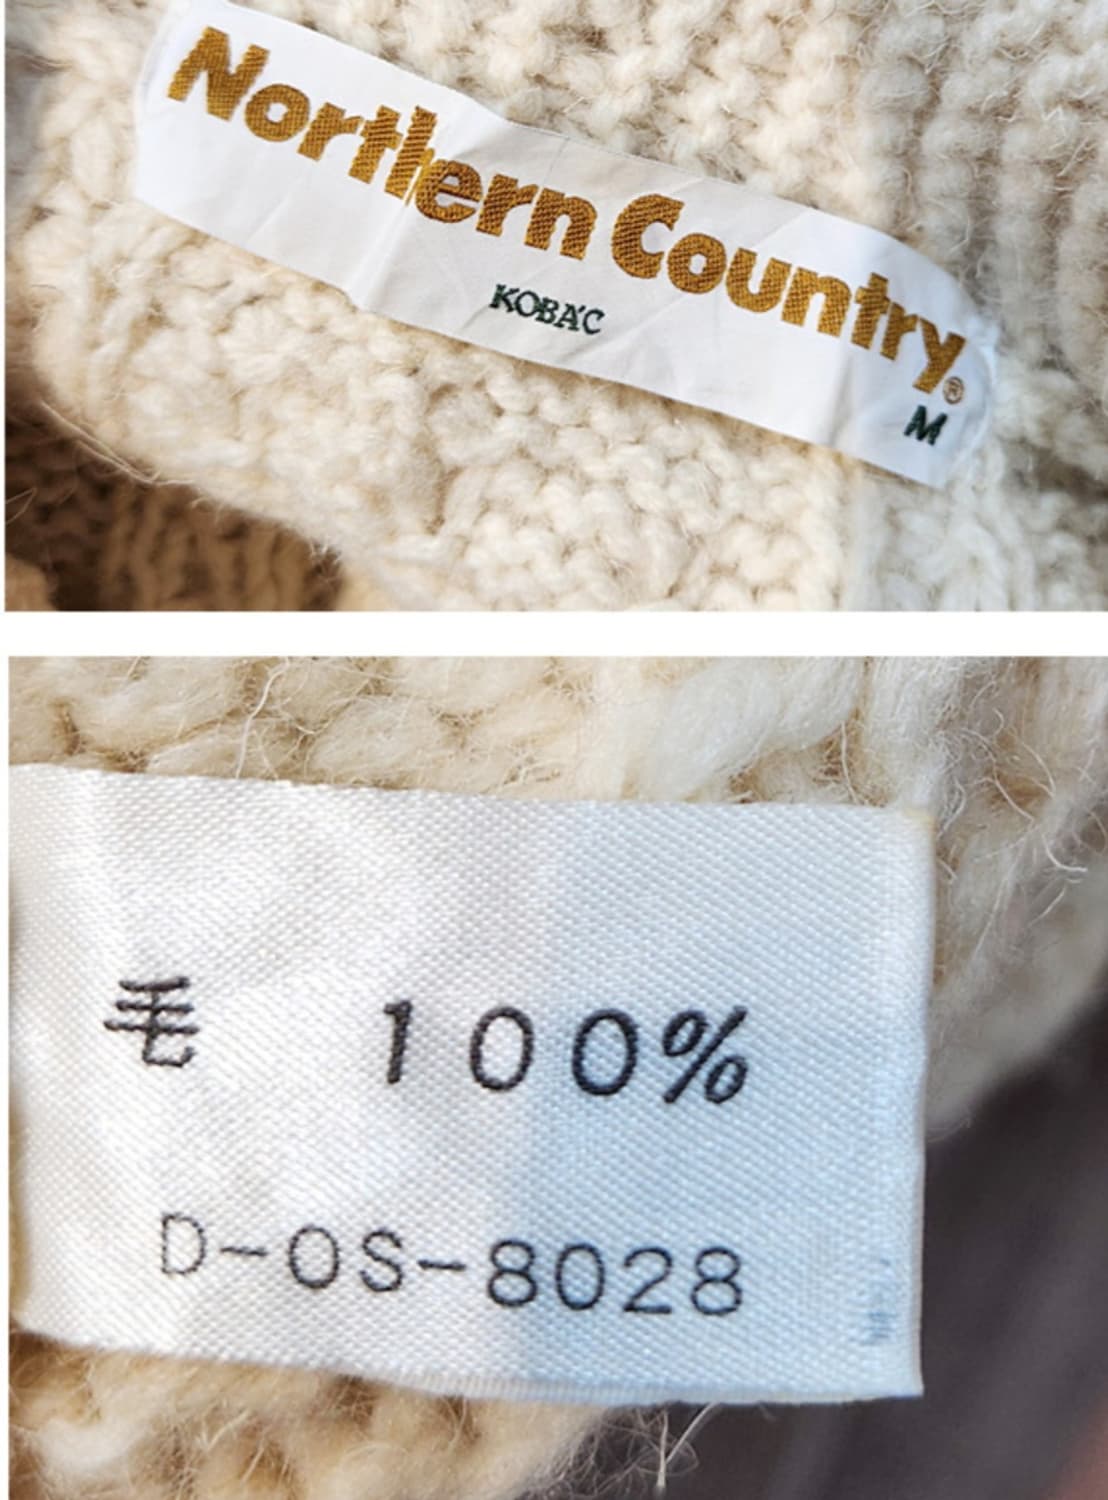 Northern Country®
KOBA'C
M
毛 100%
D-OS-8028